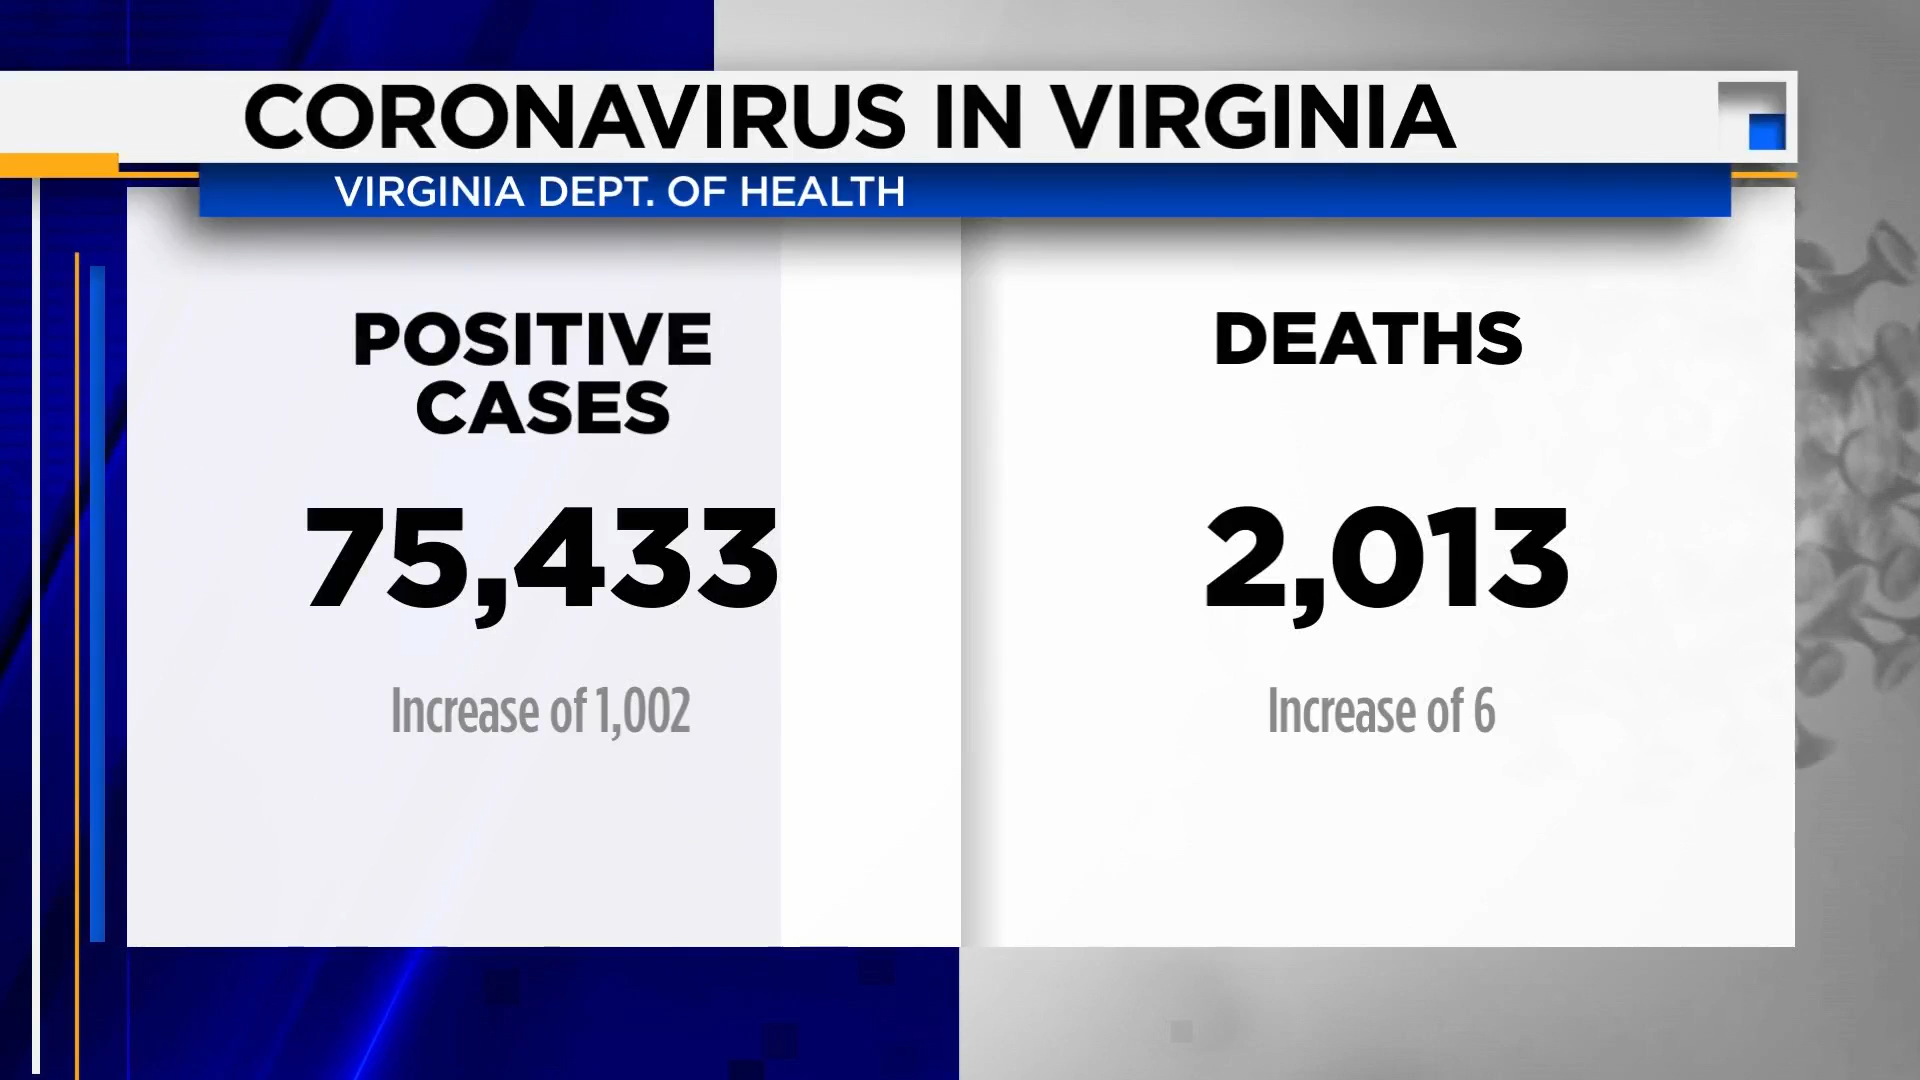 CORONAVIRUS IN VIRGINIA
VIRGINIA DEPT. OF HEALTH
POSITIVE
CASES
75,433
Increase of 1,002
DEATHS
2,013
Increase of 6